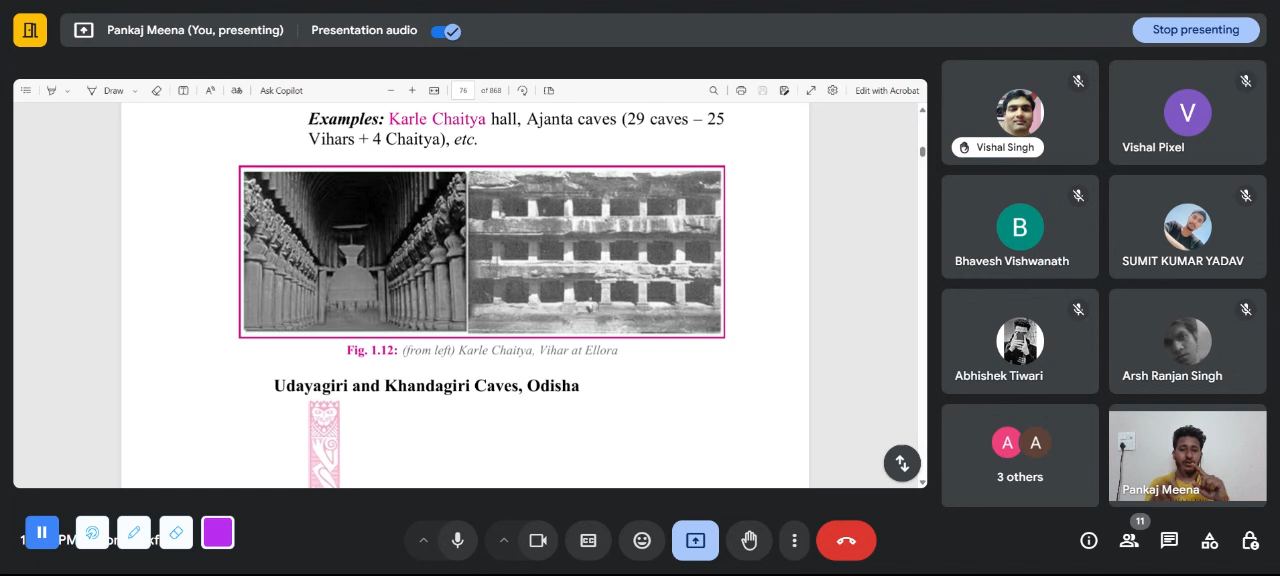 Pankaj Meena (You, presenting)
Presentation audio
Stop presenting
Draw
Ask Copilot
76
of 868
Edit with Acrobat
Examples: Karle Chaitya hall, Ajanta caves (29 caves – 25
Vihars + 4 Chaitya), etc.
Fig. 1.12: (from left) Karle Chaitya, Vihar at Ellora
Udayagiri and Khandagiri Caves, Odisha
Vishal Singh
V
Vishal Pixel
B
Bhavesh Vishwanath
SUMIT KUMAR YADAV
Abhishek Tiwari
Arsh Ranjan Singh
A
A
3 others
Pankaj Meena
11